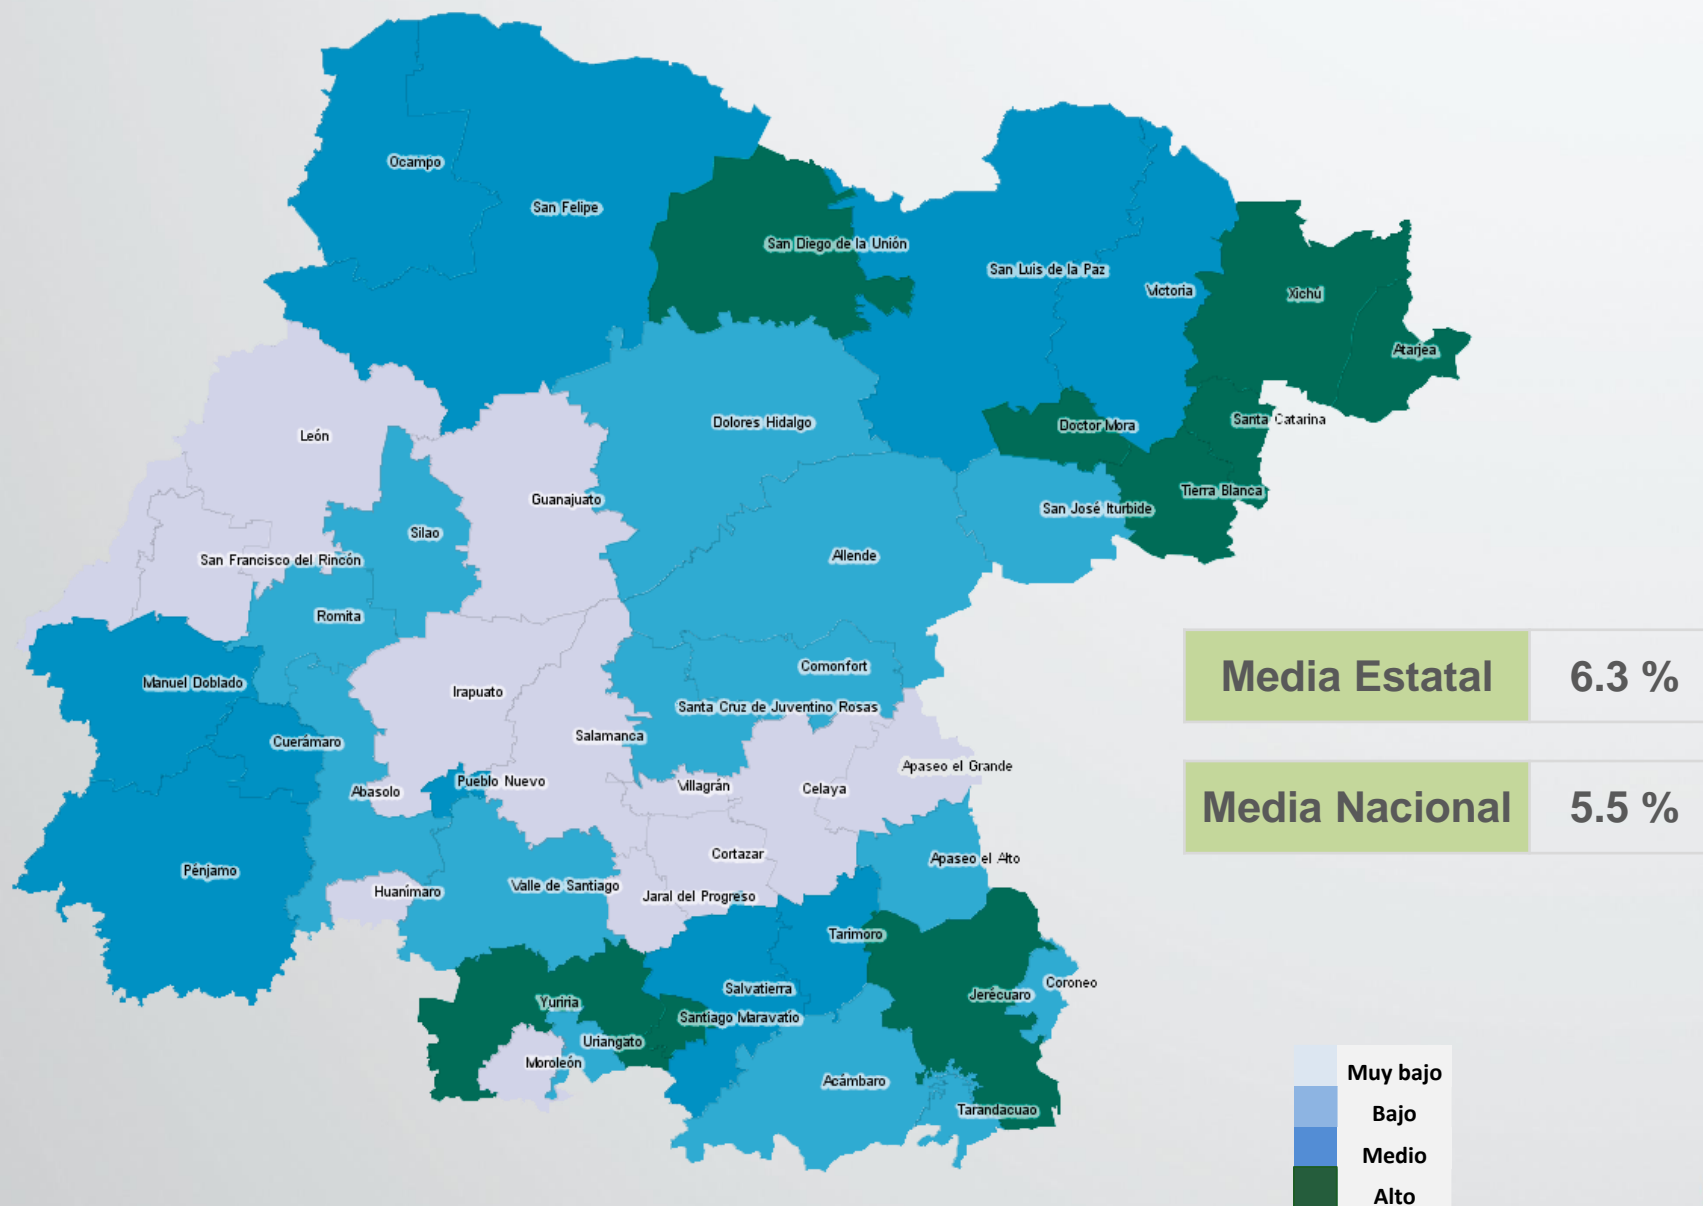 Ocampo
San Felipe
San Diego de la Unión
San Luis de la Paz
Victoria
Xichú
Atarjea
Santa Catarina
Doctor Mora
Dolores Hidalgo
León
Guanajuato
Tierra Blanca
San José Iturbide
Silao
Allende
San Francisco del Rincón
Romita
Comonfort
Manuel Doblado
Irapuato
Santa Cruz de Juventino Rosas
Media Estatal 6.3 %
Cuerámaro
Salamanca
Apaseo el Grande
Pueblo Nuevo
Villagrán
Celaya
Abasolo
Media Nacional 5.5 %
Cortazar
Apaseo el Alto
Pénjamo
Valle de Santiago
Huanímaro
Jaral del Progreso
Tarimoro
Coroneo
Salvatierra
Jerécuaro
Yuriria
Santiago Maravatío
Uriangato
Moroleón
Acámbaro
Tarandacuao
Muy bajo
Bajo
Medio
Alto